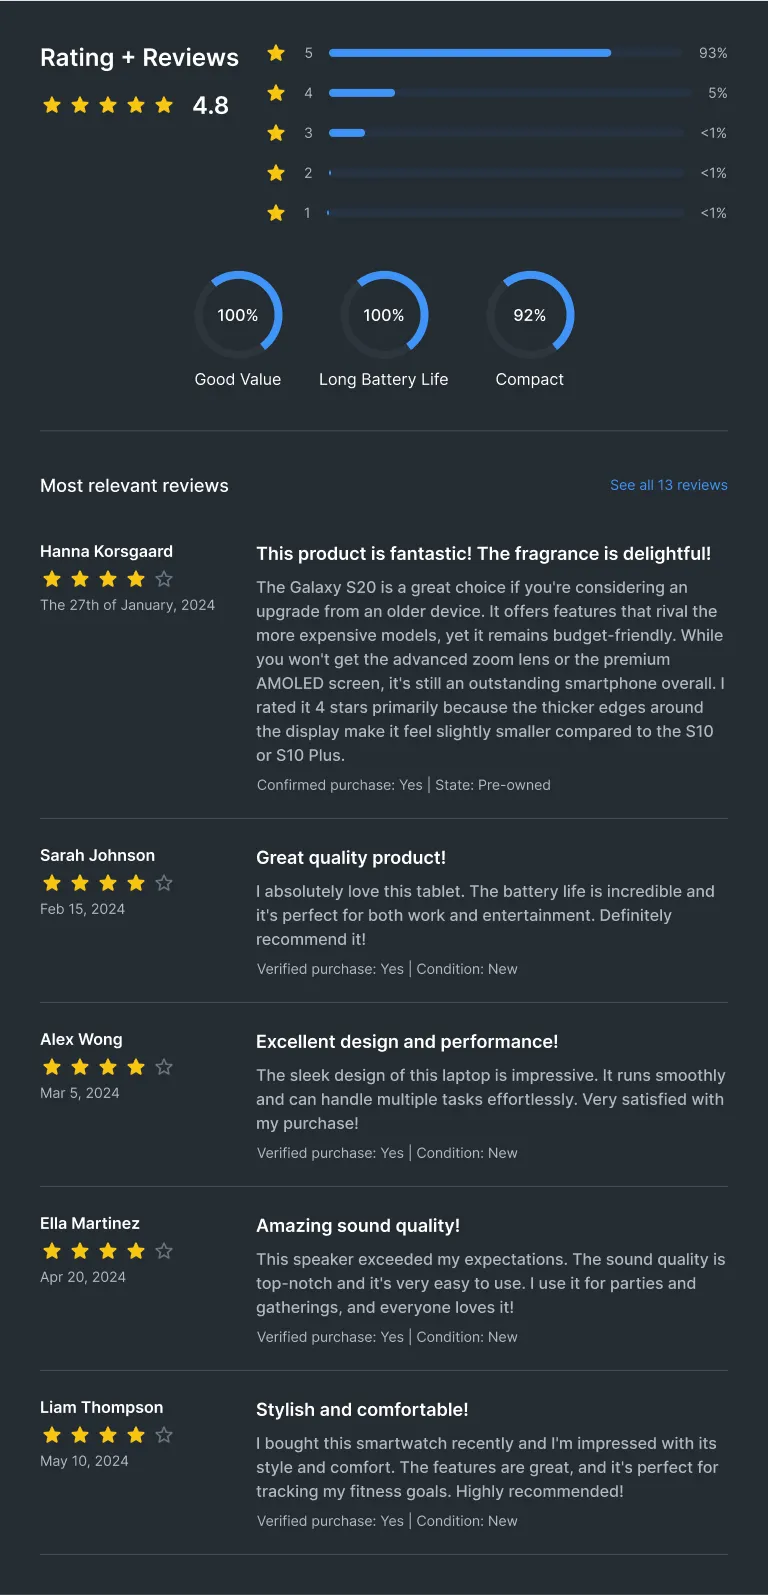 Rating + Reviews
4.8
5 93%
4 5%
3 <1%
2 <1%
1 <1%
100% 100% 92%
Good Value Long Battery Life Compact
Most relevant reviews See all 13 reviews
Hanna Korsgaard
The 27th of January, 2024
This product is fantastic! The fragrance is delightful!
The Galaxy S20 is a great choice if you're considering an
upgrade from an older device. It offers features that rival the
more expensive models, yet it remains budget-friendly. While
you won't get the advanced zoom lens or the premium
AMOLED screen, it's still an outstanding smartphone overall. I
rated it 4 stars primarily because the thicker edges around
the display make it feel slightly smaller compared to the S10
or S10 Plus.
Confirmed purchase: Yes | State: Pre-owned
Sarah Johnson
Feb 15, 2024
Great quality product!
I absolutely love this tablet. The battery life is incredible and
it's perfect for both work and entertainment. Definitely
recommend it!
Verified purchase: Yes | Condition: New
Alex Wong
Mar 5, 2024
Excellent design and performance!
The sleek design of this laptop is impressive. It runs smoothly
and can handle multiple tasks effortlessly. Very satisfied with
my purchase!
Verified purchase: Yes | Condition: New
Ella Martinez
Apr 20, 2024
Amazing sound quality!
This speaker exceeded my expectations. The sound quality is
top-notch and it's very easy to use. I use it for parties and
gatherings, and everyone loves it!
Verified purchase: Yes | Condition: New
Liam Thompson
May 10, 2024
Stylish and comfortable!
I bought this smartwatch recently and I'm impressed with its
style and comfort. The features are great, and it's perfect for
tracking my fitness goals. Highly recommended!
Verified purchase: Yes | Condition: New